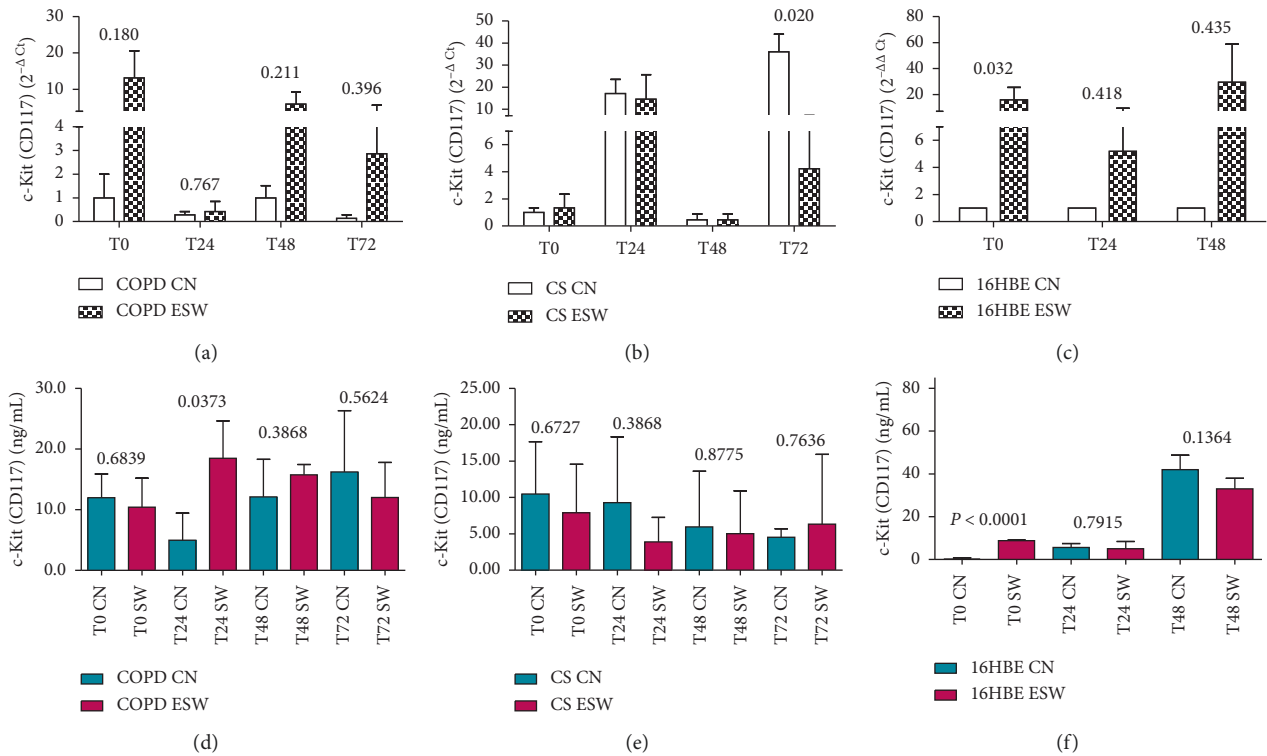 c-Kit (CD117) (2^−Δ Ct)
30
20
10
4
3
2
1
0
0.180
0.767
0.211
0.396
T0 T24 T48 T72
COPD CN
COPD ESW
(a)
c-Kit (CD117) (2^−Δ Ct)
50
40
30
20
10
6
4
2
0
0.020
T0 T24 T48 T72
CS CN
CS ESW
(b)
c-Kit (CD117) (2^−ΔΔ Ct)
80
60
40
20
8
6
4
2
0
0.032
0.418
0.435
T0 T24 T48
16HBE CN
16HBE ESW
(c)
c-Kit (CD117) (ng/mL)
30.0
20.0
10.0
0.0
0.6839
0.0373
0.3868
0.5624
T0 CN
T0 SW
T24 CN
T24 SW
T48 CN
T48 SW
T72 CN
T72 SW
COPD CN
COPD ESW
(d)
c-Kit (CD117) (ng/mL)
25.00
20.00
15.00
10.00
5.00
0.00
0.6727
0.3868
0.8775
0.7636
T0 CN
T0 SW
T24 CN
T24 SW
T48 CN
T48 SW
T72 CN
T72 SW
CS CN
CS ESW
(e)
c-Kit (CD117) (ng/mL)
80
60
40
20
0
P < 0.0001
0.7915
0.1364
T0 CN
T0 SW
T24 CN
T24 SW
T48 CN
T48 SW
16HBE CN
16HBE ESW
(f)